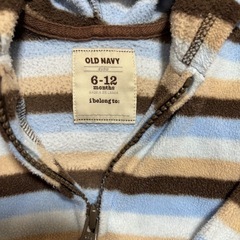 OLD NAVY
6-12
months
i belong to: